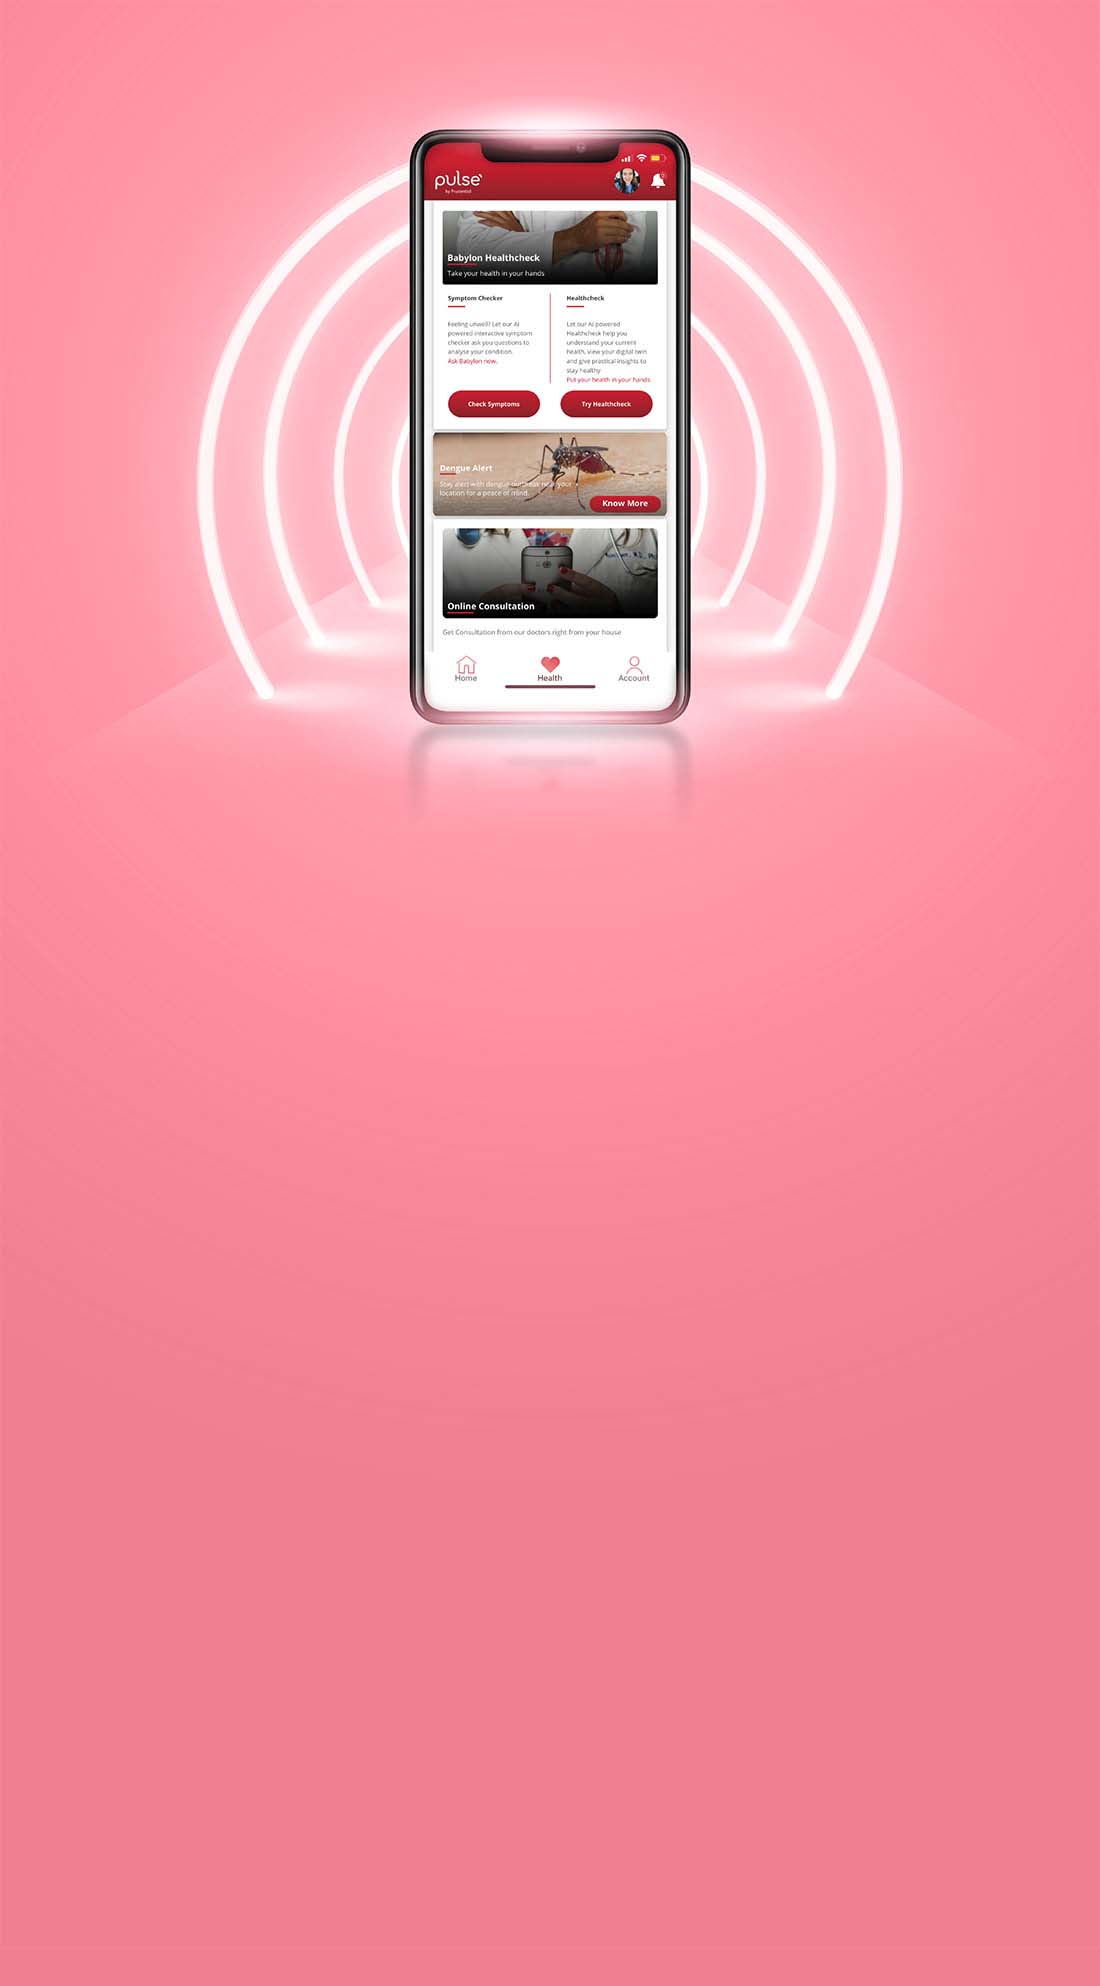 pulse
by Prudential
Babylon Healthcheck
Take your health in your hands
Symptom Checker
Feeling unwell? Let our AI
powered interactive symptom
checker ask you questions to
analyse your condition.
Ask Babylon now.
Check Symptoms
Healthcheck
Let our AI powered
Healthcheck help you
understand your current
health, view your digital twin
and give practical insights to
stay healthy
Put your health in your hands
Try Healthcheck
Dengue Alert
Stay alert with dengue outbreak near your
location for a peace of mind.
Know More
Online Consultation
Get Consultation from our doctors right from your house
Home
Health
Account